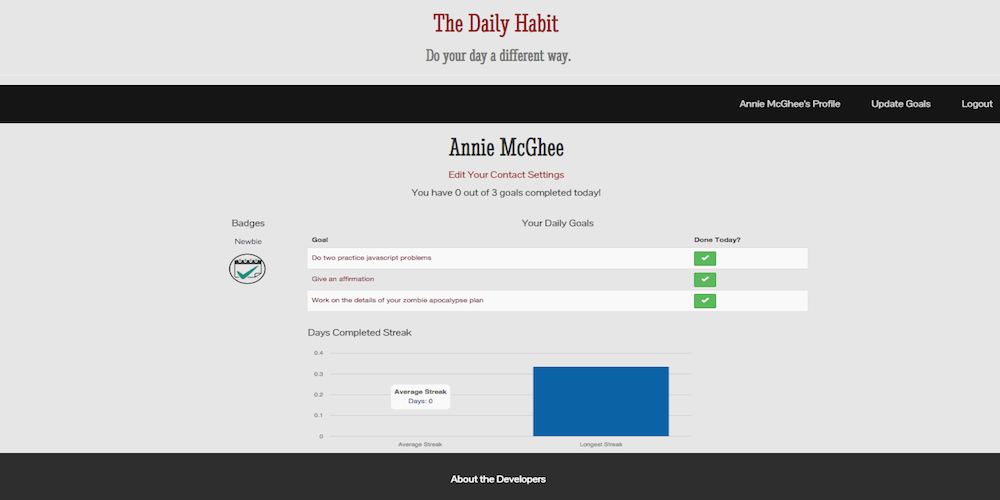 The Daily Habit
Do your day a different way.
Annie McGhee's Profile Update Goals Logout
Annie McGhee
Edit Your Contact Settings
You have 0 out of 3 goals completed today!
Badges
Newbie
Your Daily Goals
Goal Done Today?
Do two practice javascript problems
Give an affirmation
Work on the details of your zombie apocalypse plan
Days Completed Streak
0.4
0.3
0.2
0.1
0
Average Streak
Days: 0
Average Streak Longest Streak
About the Developers